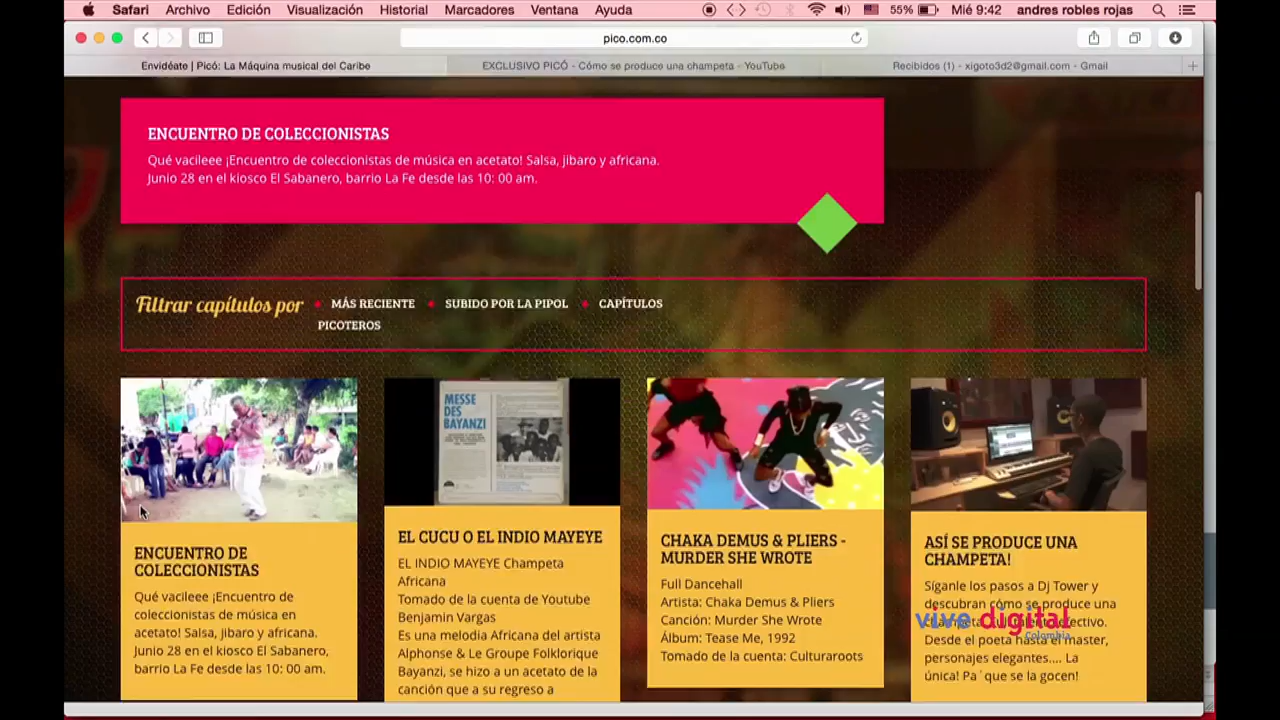 Safari Archivo Edición Visualización Historial Marcadores Ventana Ayuda 55% Mié 9:42 andres robles rojas
pico.com.co
Envidéate | Picó: La Máquina musical del Caribe
EXCLUSIVO PICÓ - Cómo se produce una champeta - YouTube
Recibidos (1) - xigoto3d2@gmail.com - Gmail
ENCUENTRO DE COLECCIONISTAS
Qué vacileee ¡Encuentro de coleccionistas de música en acetato! Salsa, jibaro y africana.
Junio 28 en el kiosco El Sabanero, barrio La Fe desde las 10: 00 am.
Filtrar capítulos por
MÁS RECIENTE
SUBIDO POR LA PIPOL
CAPÍTULOS
PICOTEROS
ENCUENTRO DE
COLECCIONISTAS
Qué vacileee ¡Encuentro de
coleccionistas de música en
acetato! Salsa, jibaro y africana.
Junio 28 en el kiosco El Sabanero,
barrio La Fe desde las 10: 00 am.
MESSE
DES
BAYANZI
EL CUCU O EL INDIO MAYEYE
EL INDIO MAYEYE Champeta
Africana
Tomado de la cuenta de Youtube
Benjamin Vargas
Es una melodia Africana del artista
Alphonse & Le Groupe Folklorique
Bayanzi, se hizo a un acetato de la
canción que a su regreso a
CHAKA DEMUS & PLIERS -
MURDER SHE WROTE
Full Dancehall
Artista: Chaka Demus & Pliers
Canción: Murder She Wrote
Álbum: Tease Me, 1992
Tomado de la cuenta: Culturaroots
ASÍ SE PRODUCE UNA
CHAMPETA!
Síganle los pasos a Dj Tower y
descubran cómo se produce una
Desde el poeta hasta el master,
personajes elegantes.... La
única! Pa´que se la gocen!
vive digital
Colombia